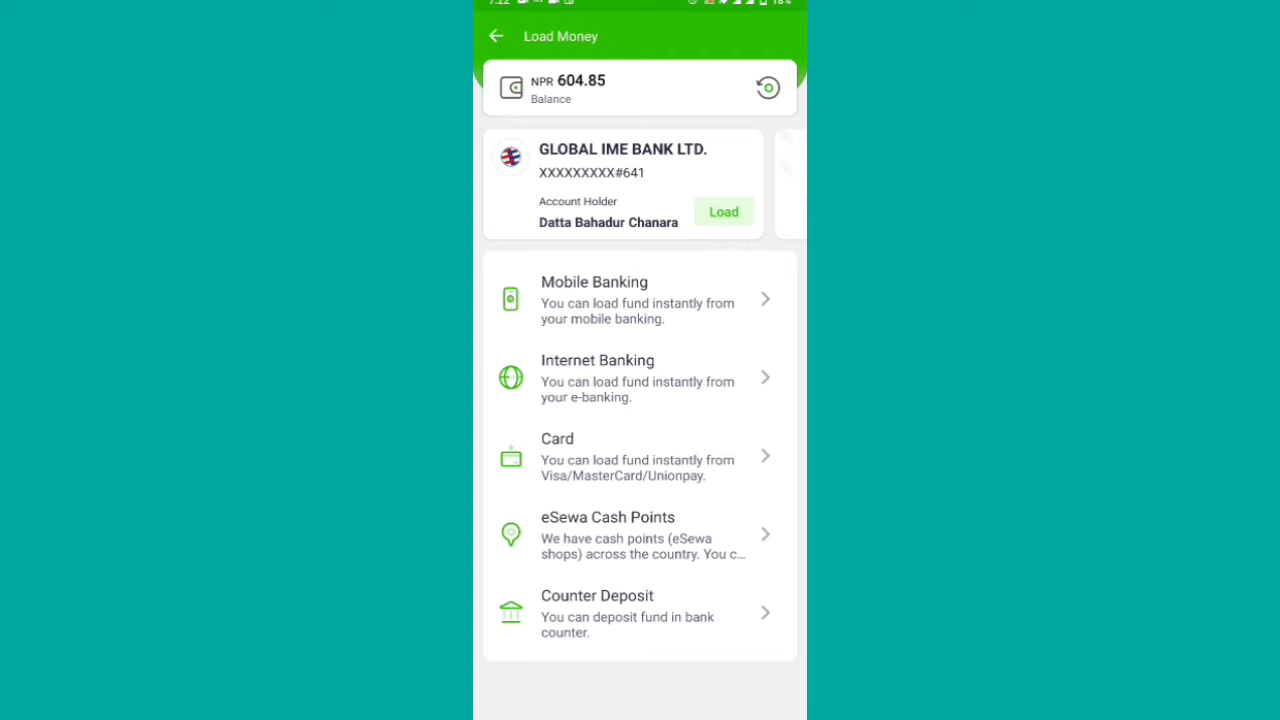 7:22
18%
Load Money
NPR 604.85
Balance
GLOBAL IME BANK LTD.
XXXXXXXXX#641
Account Holder
Datta Bahadur Chanara
Load
Mobile Banking
You can load fund instantly from
your mobile banking.
Internet Banking
You can load fund instantly from
your e-banking.
Card
You can load fund instantly from
Visa/MasterCard/Unionpay.
eSewa Cash Points
We have cash points (eSewa
shops) across the country. You c...
Counter Deposit
You can deposit fund in bank
counter.